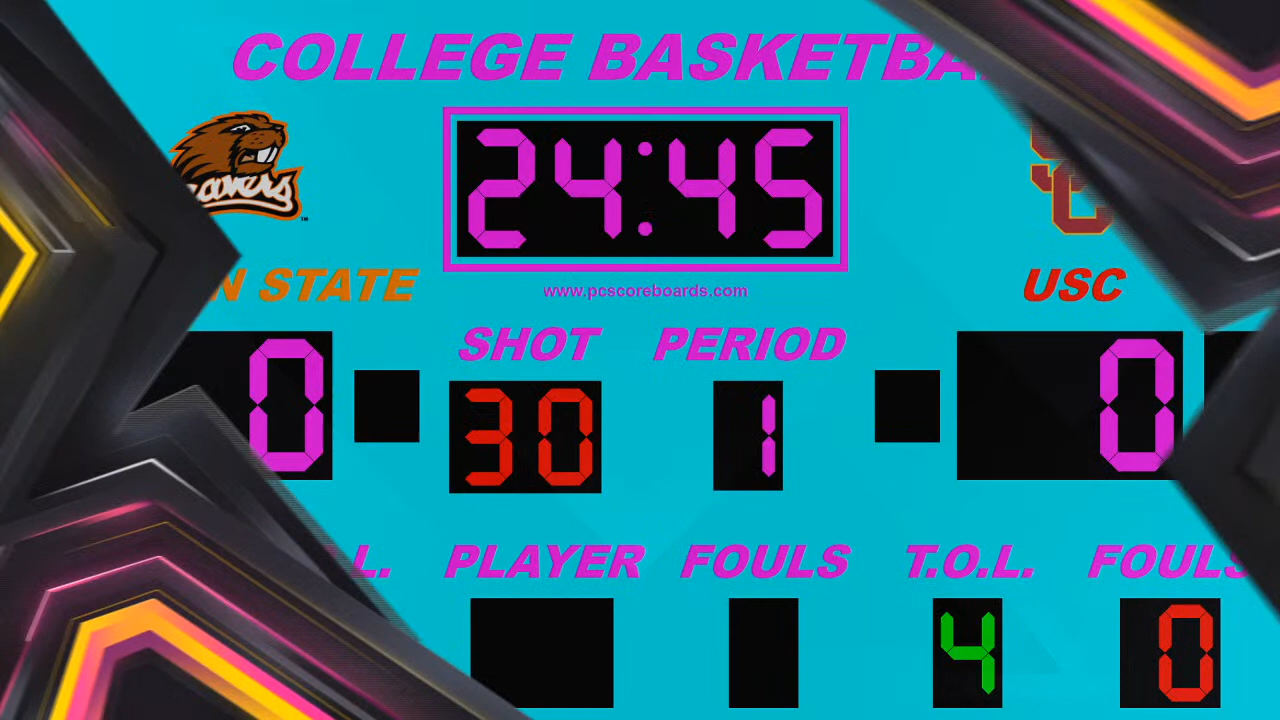 COLLEGE BASKETBA
24:45
N STATE
USC
www.pcscoreboards.com
SHOT PERIOD
0 30 1 0
L. PLAYER FOULS T.O.L. FOULS
4 0